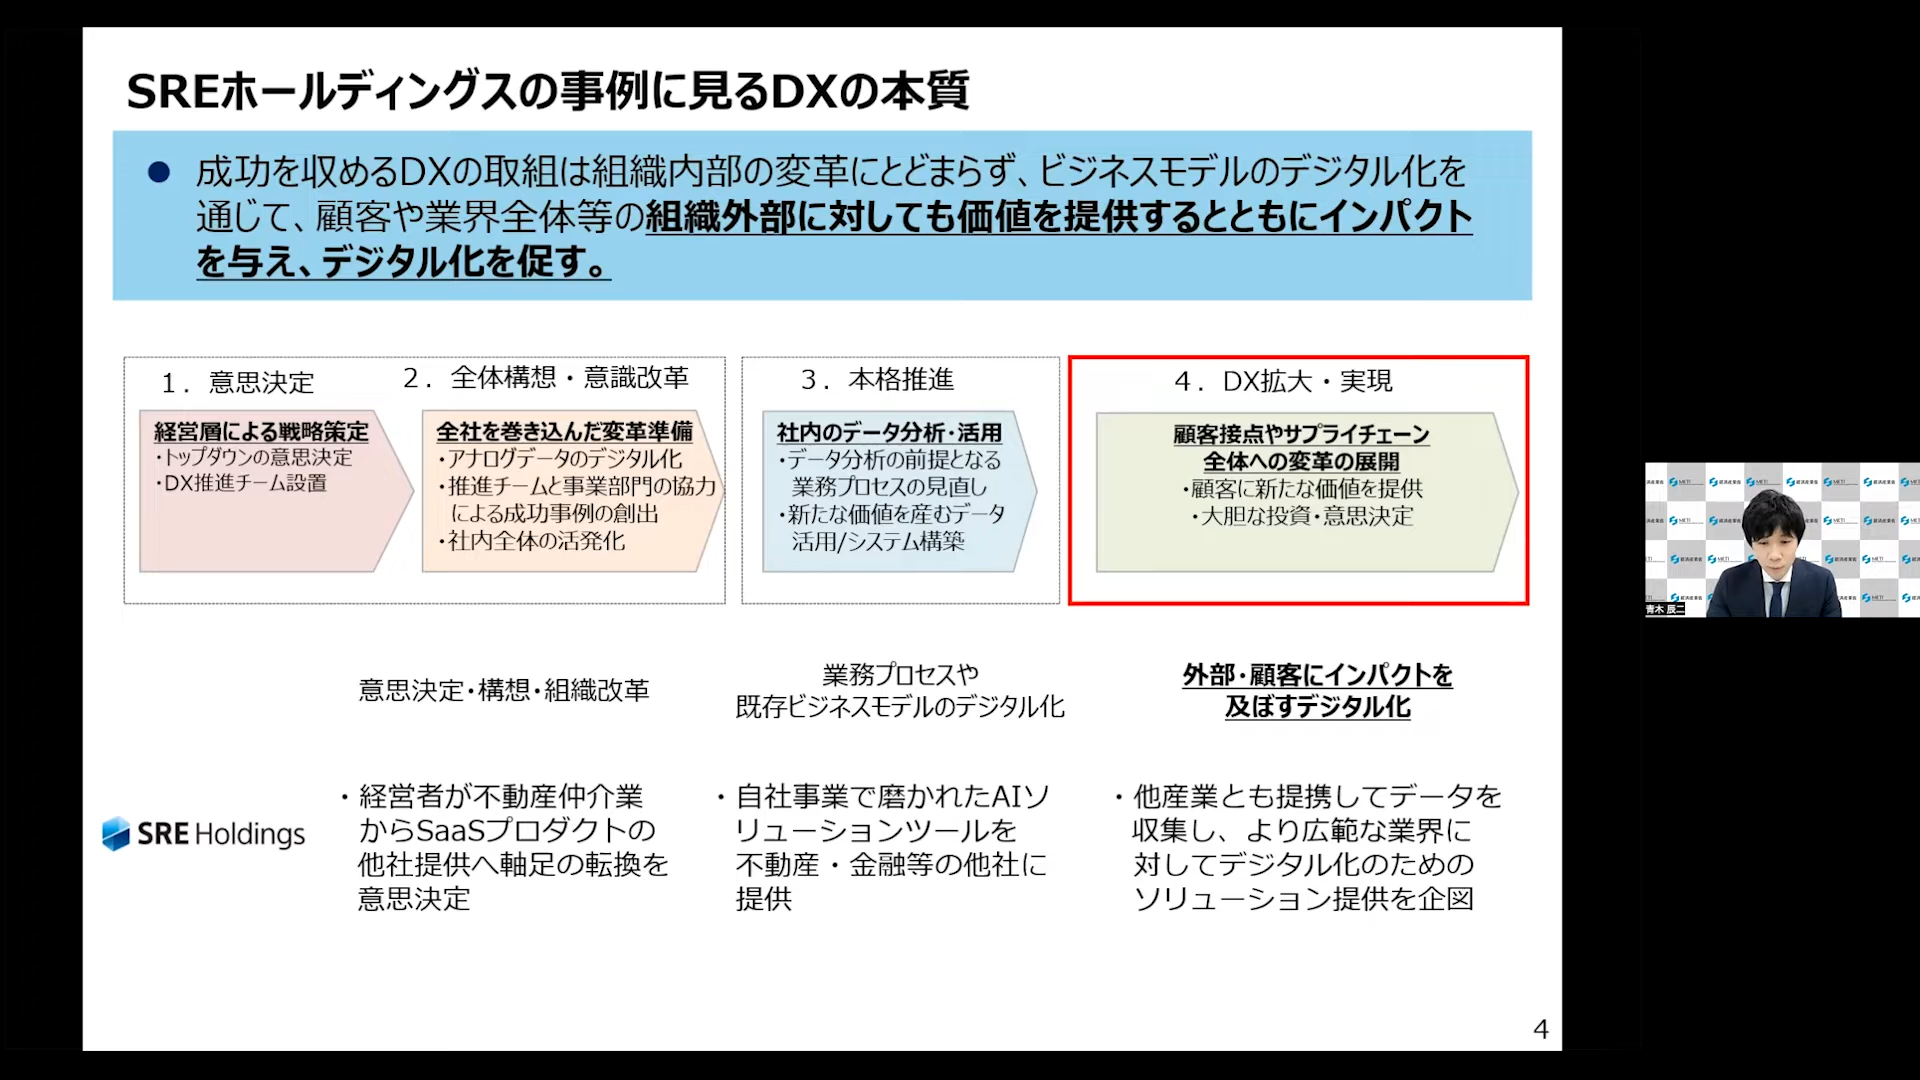 SREホールディングスの事例に見るDXの本質
● 成功を収めるDXの取組は組織内部の変革にとどまらず、ビジネスモデルのデジタル化を
通じて、顧客や業界全体等の組織外部に対しても価値を提供するとともにインパクト
を与え、デジタル化を促す。
１．意思決定
経営層による戦略策定
・トップダウンの意思決定
・DX推進チーム設置
２．全体構想・意識改革
全社を巻き込んだ変革準備
・アナログデータのデジタル化
・推進チームと事業部門の協力
による成功事例の創出
・社内全体の活発化
３．本格推進
社内のデータ分析・活用
・データ分析の前提となる
業務プロセスの見直し
・新たな価値を産むデータ
活用/システム構築
４．DX拡大・実現
顧客接点やサプライチェーン
全体への変革の展開
・顧客に新たな価値を提供
・大胆な投資・意思決定
意思決定・構想・組織改革
業務プロセスや
既存ビジネスモデルのデジタル化
外部・顧客にインパクトを
及ぼすデジタル化
SRE Holdings
・経営者が不動産仲介業
からSaaSプロダクトの
他社提供へ軸足の転換を
意思決定
・自社事業で磨かれたAIソ
リューションツールを
不動産・金融等の他社に
提供
・他産業とも提携してデータを
収集し、より広範な業界に
対してデジタル化のための
ソリューション提供を企図
4
青木 辰二